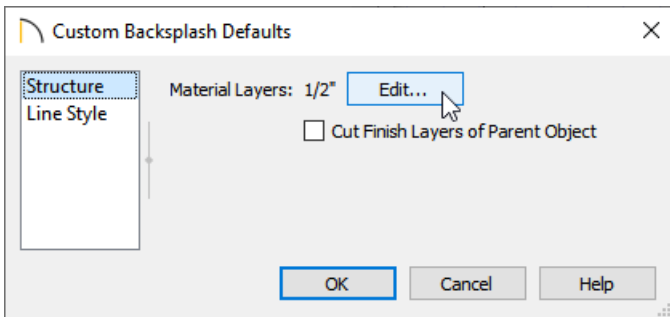 Custom Backsplash Defaults
Structure
Line Style
Material Layers: 1/2" Edit...
Cut Finish Layers of Parent Object
OK Cancel Help